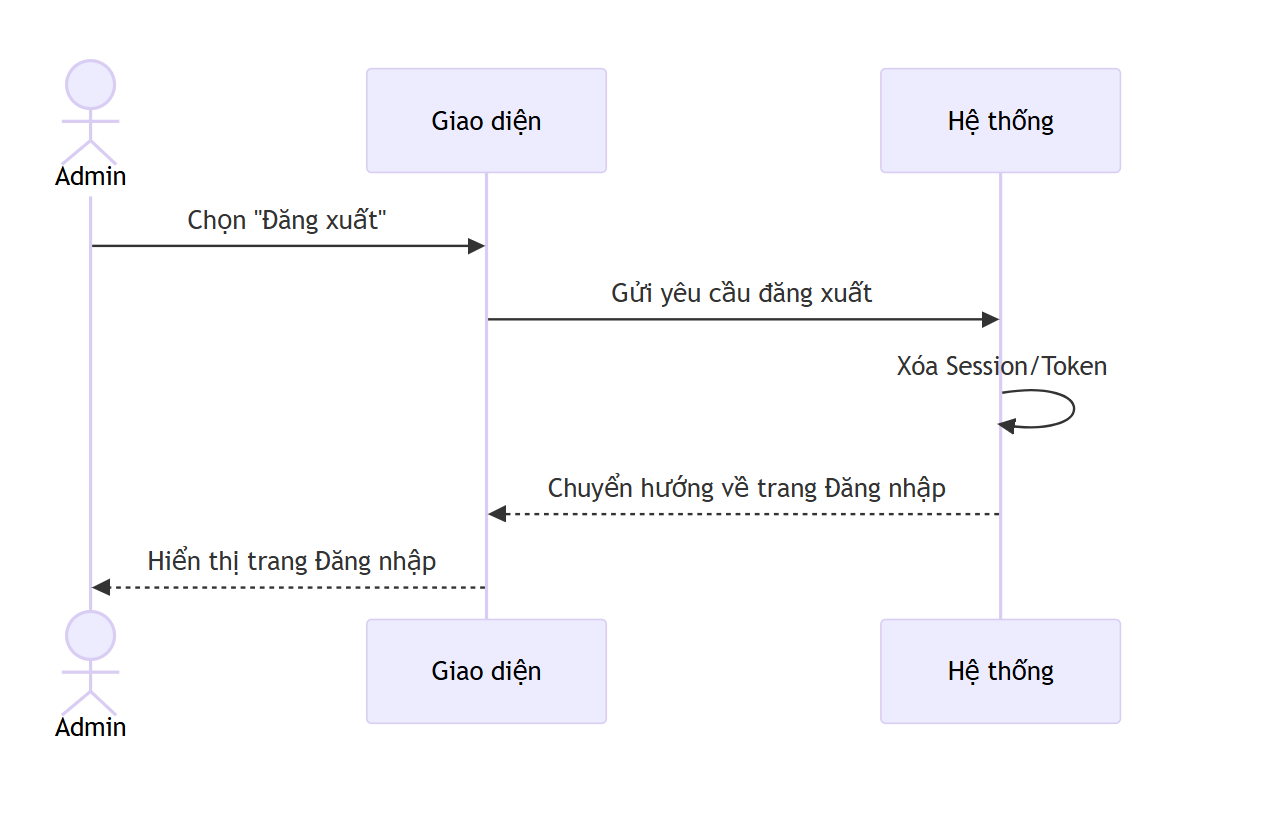 Admin
Giao diện
Hệ thống
Chọn "Đăng xuất"
Gửi yêu cầu đăng xuất
Xóa Session/Token
Chuyển hướng về trang Đăng nhập
Hiển thị trang Đăng nhập
Admin
Giao diện
Hệ thống